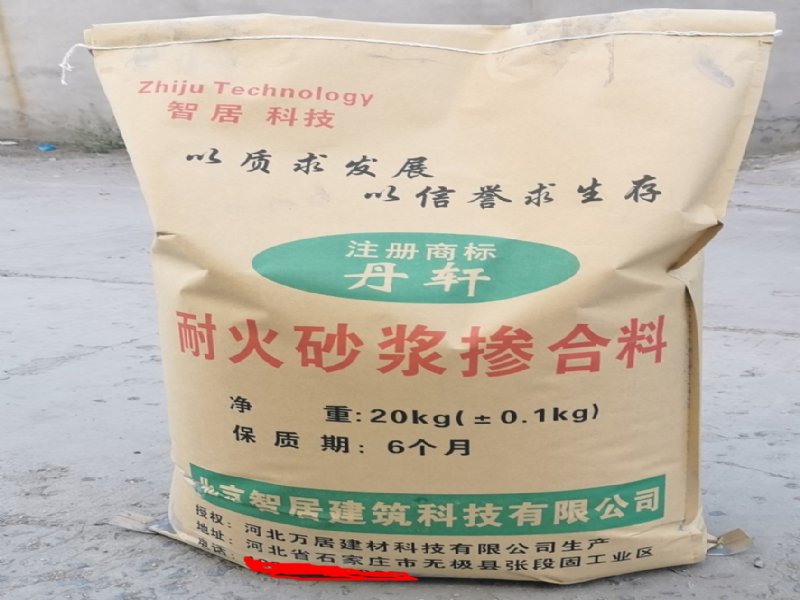 Zhiju Technology
智居 科技
以质求发展
以信誉求生存
注册商标
丹轩
耐火砂浆掺合料
净 重:20kg(±0.1kg)
保质期:6个月
北京智居建筑科技有限公司
授权:河北万居建材科技有限公司生产
地址:河北省石家庄市无极县张段固工业区